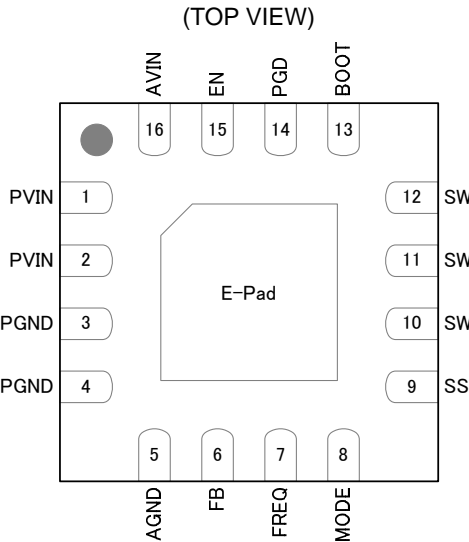 (TOP VIEW)
AVIN
EN
PGD
BOOT
16
15
14
13
PVIN 1
12 SW
PVIN 2
11 SW
E-Pad
PGND 3
10 SW
PGND 4
9 SS
5
6
7
8
AGND
FB
FREQ
MODE